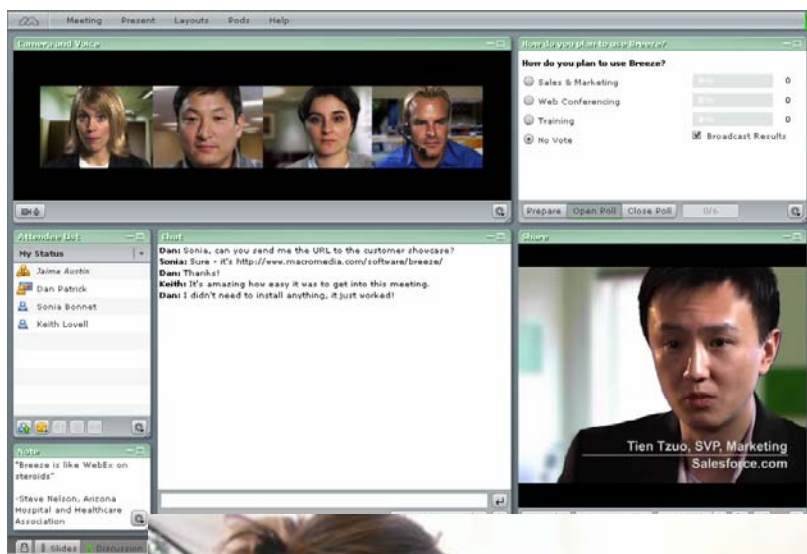 Meeting Present Layouts Pods Help
Camera and Voice
How do you plan to use Breeze?
How do you plan to use Breeze?
Sales & Marketing 0
Web Conferencing 0
Training 0
No Vote Broadcast Results
Prepare Open Poll Close Poll 0/6
Attendee List
My Status
Jaime Austin
Dan Patrick
Sonia Bonnet
Keith Lovell
Chat
Dan: Sonia, can you send me the URL to the customer showcase?
Sonia: Sure - it's http://www.macromedia.com/software/breeze/
Dan: Thanks!
Keith: It's amazing how easy it was to get into this meeting.
Dan: I didn't need to install anything, it just worked!
Share
Tien Tzuo, SVP, Marketing
Salesforce.com
Note
"Breeze is like WebEx on
steroids"
-Steve Nelson, Arizona
Hospital and Healthcare
Association
Slides Discussion